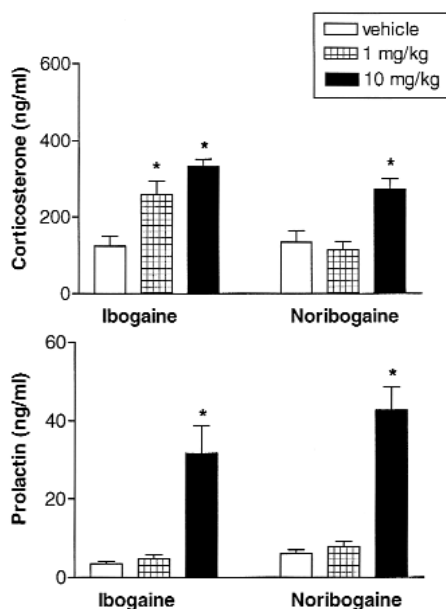 vehicle
1 mg/kg
10 mg/kg
Corticosterone (ng/ml)
600
400
200
0
*
*
*
Ibogaine
Noribogaine
Prolactin (ng/ml)
60
40
20
0
*
*
Ibogaine
Noribogaine